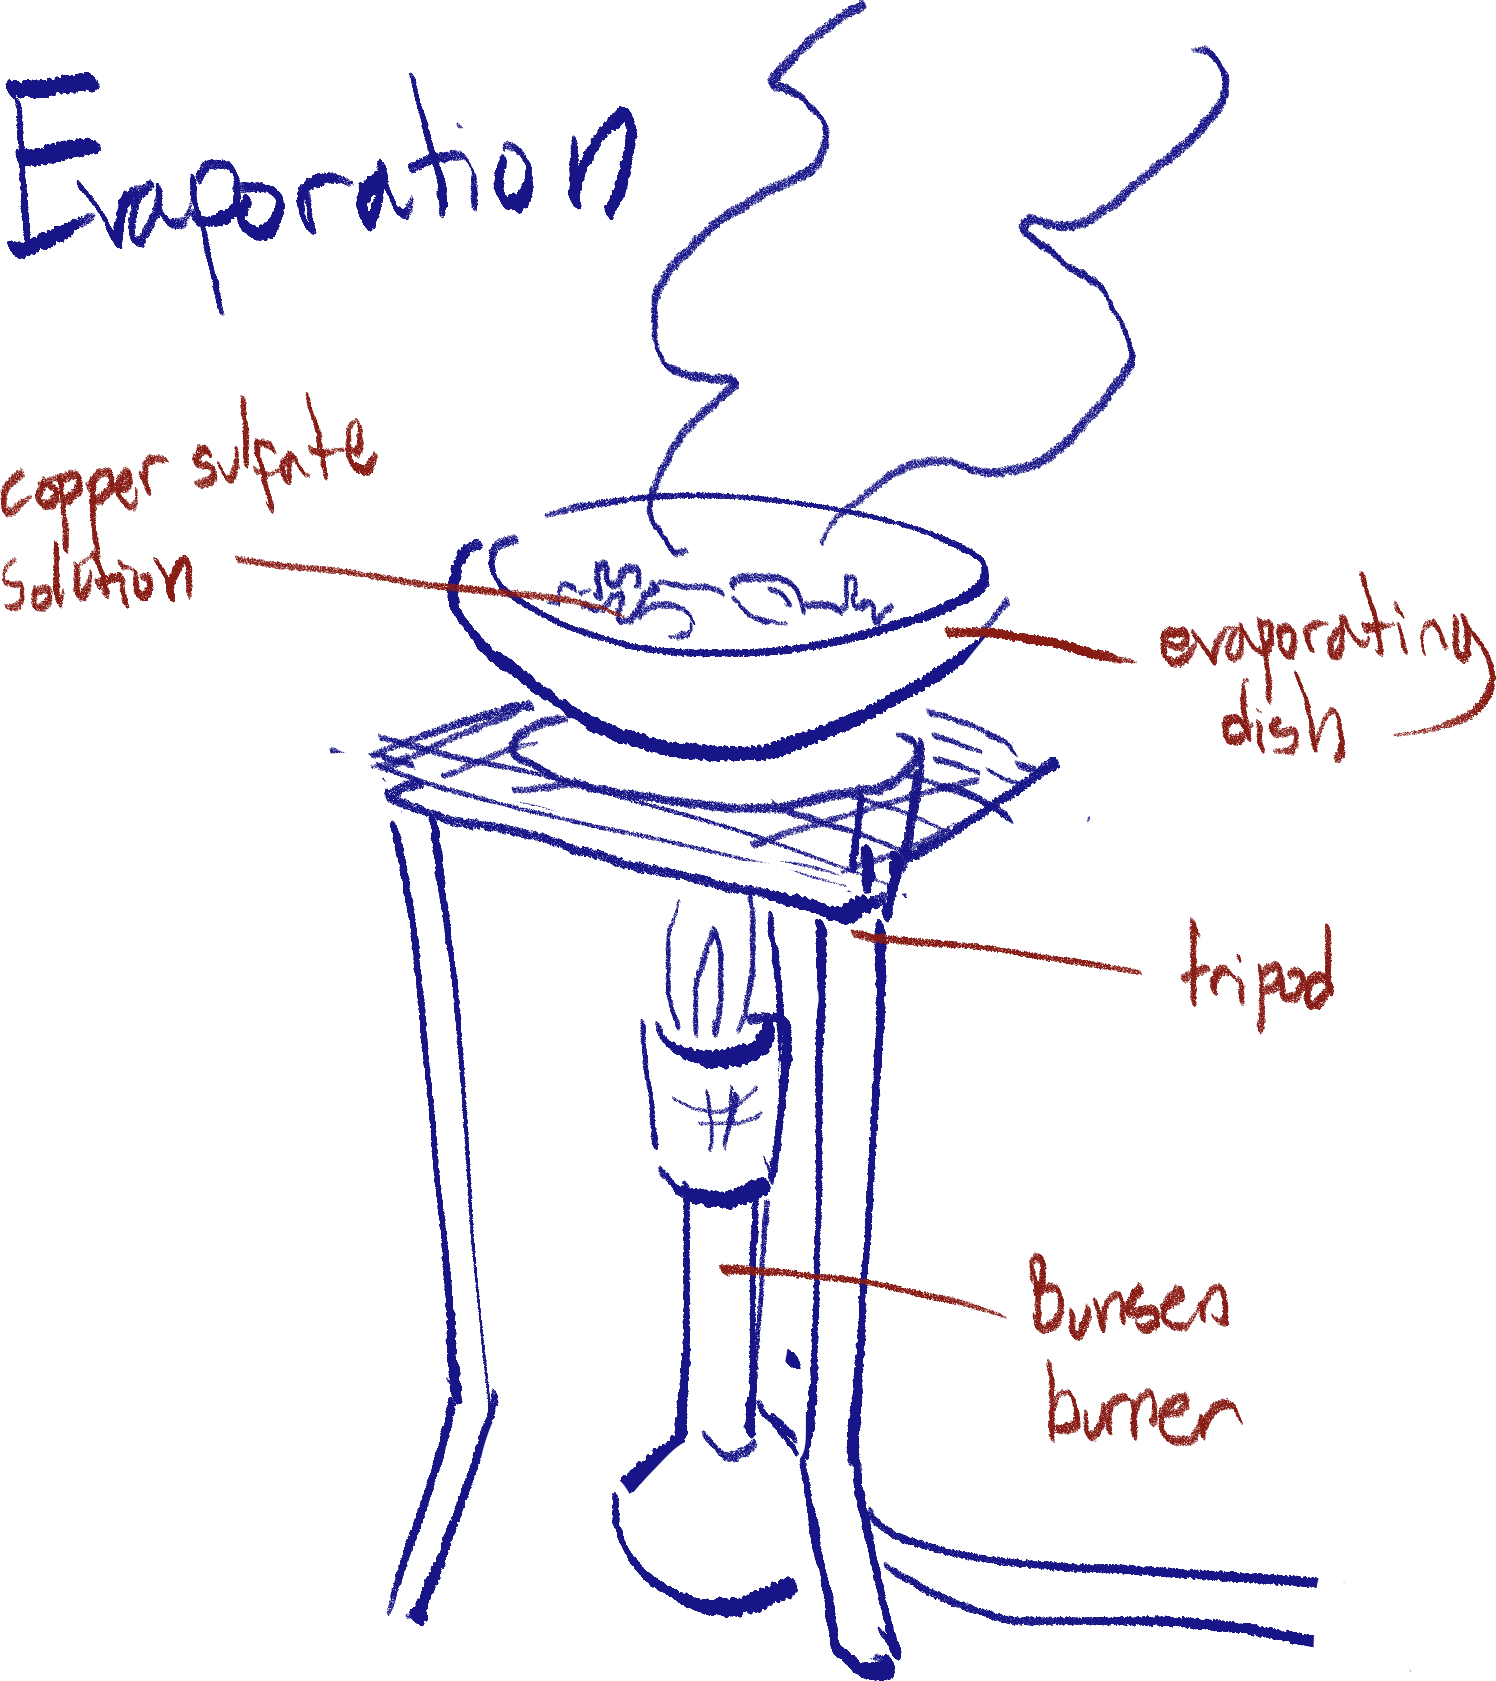 Evaporation
copper sulfate
solution
evaporating
dish
tripod
Bunsen
burner